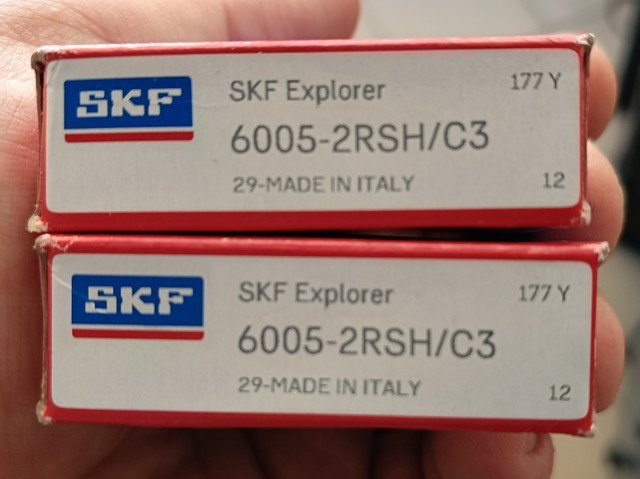 SKF
SKF Explorer
177 Y
6005-2RSH/C3
29-MADE IN ITALY
12
SKF
SKF Explorer
177 Y
6005-2RSH/C3
29-MADE IN ITALY
12